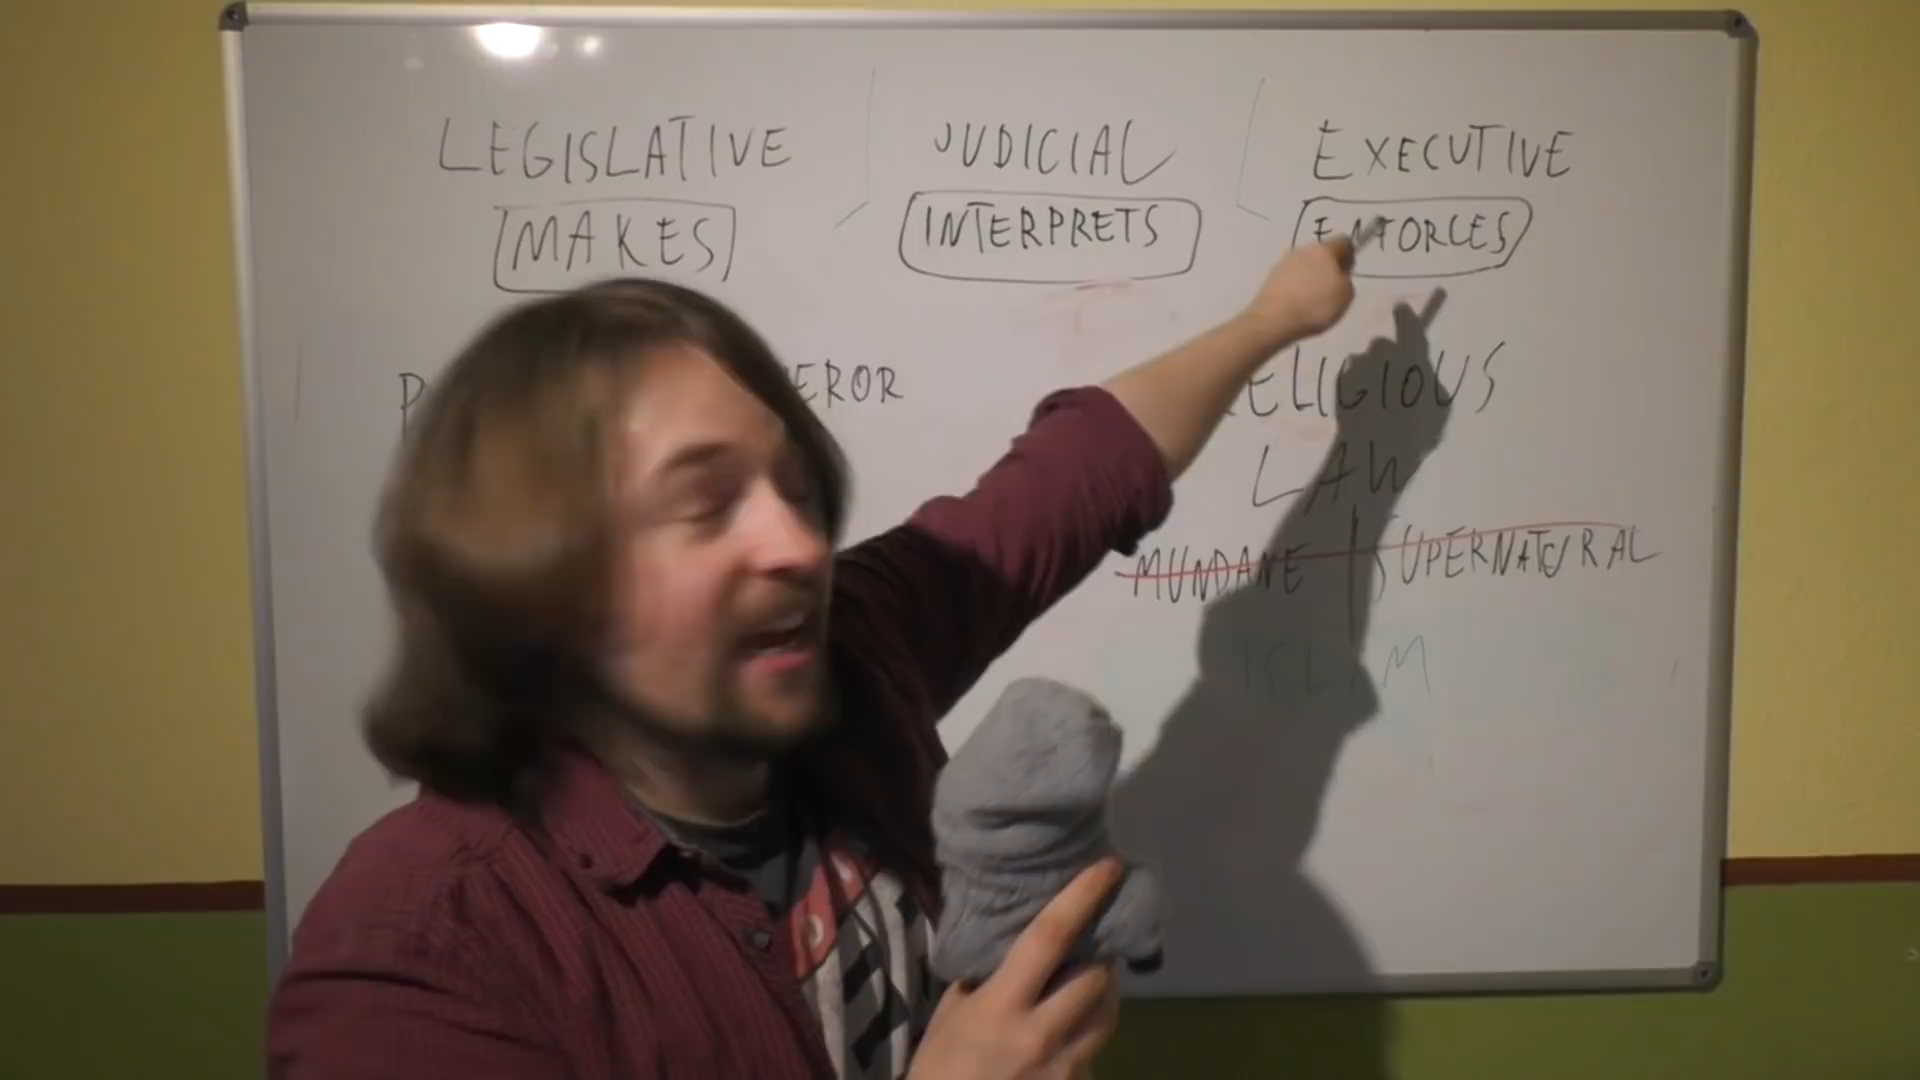 LEGISLATIVE JUDICIAL EXECUTIVE
MAKES INTERPRETS ENFORCES
P EROR RELIGIOUS
LAW
MUNDANE | SUPERNATURAL
ISLAM